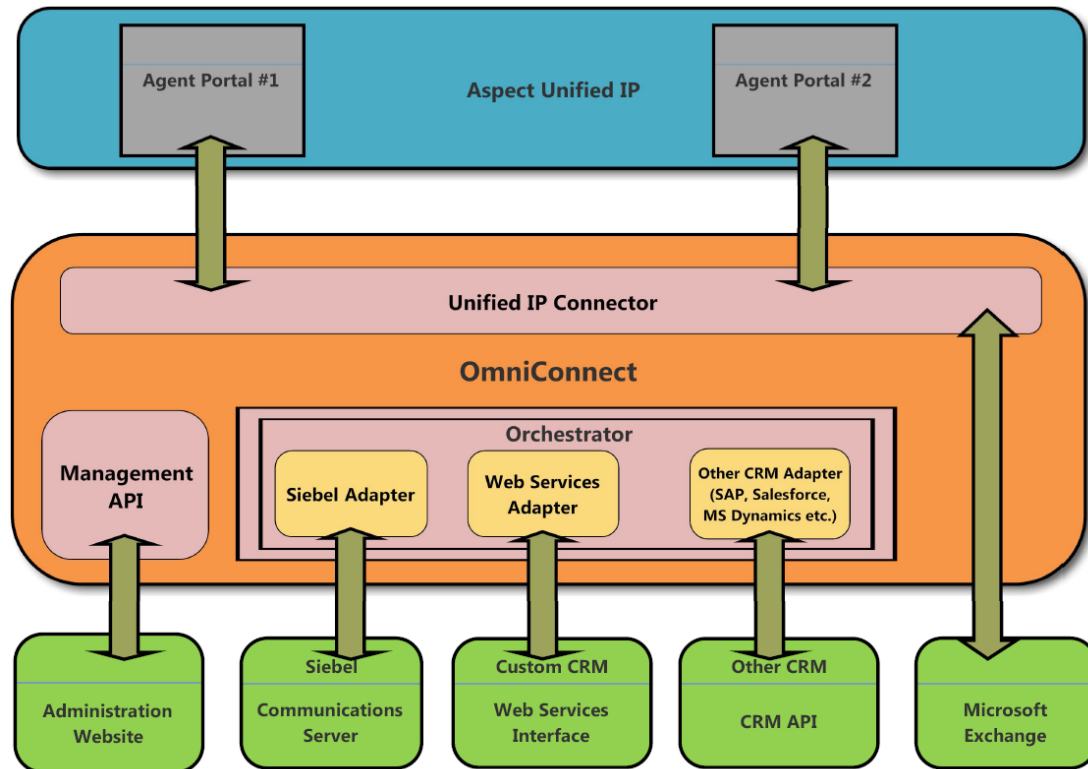 Agent Portal #1
Aspect Unified IP
Agent Portal #2
Unified IP Connector
OmniConnect
Management
API
Orchestrator
Siebel Adapter
Web Services
Adapter
Other CRM Adapter
(SAP, Salesforce,
MS Dynamics etc.)
Administration
Website
Siebel
Communications
Server
Custom CRM
Web Services
Interface
Other CRM
CRM API
Microsoft
Exchange